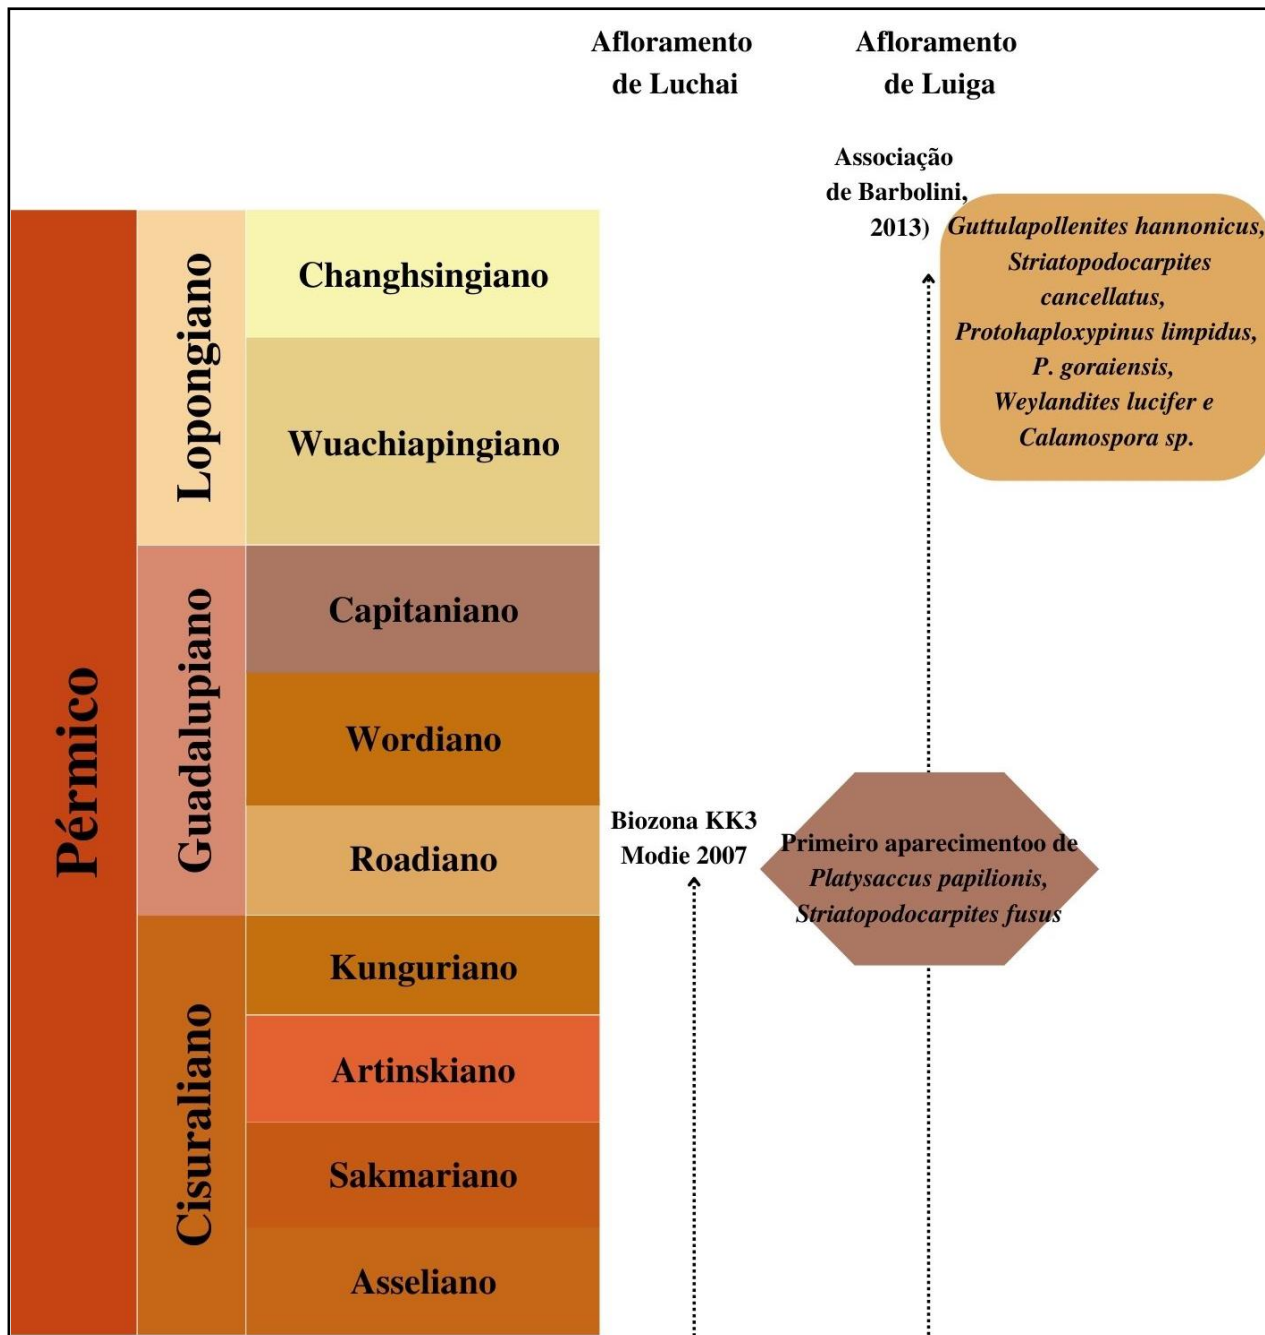 Afloramento
de Luchai
Afloramento
de Luiga
Associação
de Barbolini,
2013)
Guttulapollenites hannonicus,
Striatopodocarpites
cancellatus,
Protohaploxypinus limpidus,
P. goraiensis,
Weylandites lucifer e
Calamospora sp.
Pérmico
Lopongiano
Changhsingiano
Wuachiapingiano
Guadalupiano
Capitaniano
Wordiano
Roadiano
Biozona KK3
Modie 2007
Primeiro aparecimentoo de
Platysaccus papilionis,
Striatopodocarpites fusus
Cisuraliano
Kunguriano
Artinskiano
Sakmariano
Asseliano